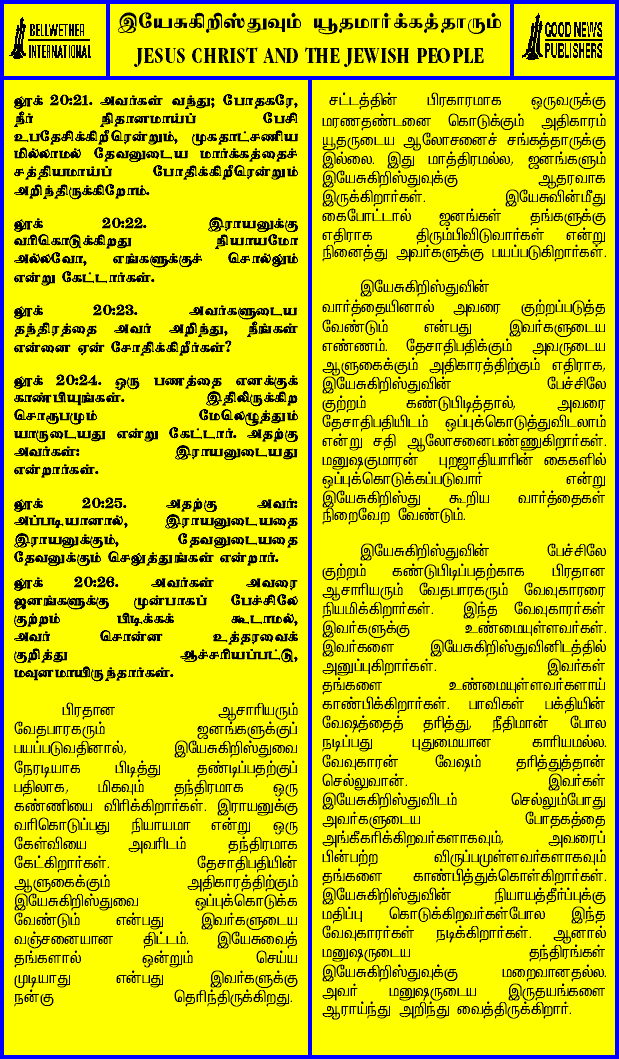 BELLWETHER
INTERNATIONAL
இயேசுகிறிஸ்துவும் யூதமார்க்கத்தாரும்
JESUS CHRIST AND THE JEWISH PEOPLE
GOOD NEWS
PUBLISHERS
லூக் 20:21. அவர்கள் வந்து; போதகரே,
நீர் நிதானமாய்ப் பேசி
உபதேசிக்கிறீரென்றும், முகதாட்சணிய
மில்லாமல் தேவனுடைய மார்க்கத்தைச்
சத்தியமாய்ப் போதிக்கிறீரென்றும்
அறிந்திருக்கிறோம்.
லூக் 20:22. இராயனுக்கு
வரிகொடுக்கிறது நியாயமோ
அல்லவோ, எங்களுக்குச் சொல்லும்
என்று கேட்டார்கள்.
லூக் 20:23. அவர்களுடைய
தந்திரத்தை அவர் அறிந்து, நீங்கள்
என்னை ஏன் சோதிக்கிறீர்கள்?
லூக் 20:24. ஒரு பணத்தை எனக்குக்
காண்பியுங்கள். இதிலிருக்கிற
சொரூபமும் மேலெழுத்தும்
யாருடையது என்று கேட்டார். அதற்கு
அவர்கள்: இராயனுடையது
என்றார்கள்.
லூக் 20:25. அதற்கு அவர்:
அப்படியானால், இராயனுடையதை
இராயனுக்கும், தேவனுடையதை
தேவனுக்கும் செலுத்துங்கள் என்றார்.
லூக் 20:26. அவர்கள் அவரை
ஜனங்களுக்கு முன்பாகப் பேச்சிலே
குற்றம் பிடிக்கக் கூடாமல்,
அவர் சொன்ன உத்தரவைக்
குறித்து ஆச்சரியப்பட்டு,
மவுனமாயிருந்தார்கள்.
பிரதான ஆசாரியரும்
வேதபாரகரும் ஜனங்களுக்குப்
பயப்படுவதினால், இயேசுகிறிஸ்துவை
நேரடியாக பிடித்து தண்டிப்பதற்குப்
பதிலாக, மிகவும் தந்திரமாக ஒரு
கண்ணியை விரிக்கிறார்கள். இராயனுக்கு
வரிகொடுப்பது நியாயமா என்று ஒரு
கேள்வியை அவரிடம் தந்திரமாக
கேட்கிறார்கள். தேசாதிபதியின்
ஆளுகைக்கும் அதிகாரத்திற்கும்
இயேசுகிறிஸ்துவை ஒப்புக்கொடுக்க
வேண்டும் என்பது இவர்களுடைய
வஞ்சனையான திட்டம். இயேசுவைத்
தங்களால் ஒன்றும் செய்ய
முடியாது என்பது இவர்களுக்கு
நன்கு தெரிந்திருக்கிறது.
சட்டத்தின் பிரகாரமாக ஒருவருக்கு
மரணதண்டனை கொடுக்கும் அதிகாரம்
யூதருடைய ஆலோசனைச் சங்கத்தாருக்கு
இல்லை. இது மாத்திரமல்ல, ஜனங்களும்
இயேசுகிறிஸ்துவுக்கு ஆதரவாக
இருக்கிறார்கள். இயேசுவின்மீது
கைபோட்டால் ஜனங்கள் தங்களுக்கு
எதிராக திரும்பிவிடுவார்கள் என்று
நினைத்து அவர்களுக்கு பயப்படுகிறார்கள்.
இயேசுகிறிஸ்துவின்
வார்த்தையினால் அவரை குற்றப்படுத்த
வேண்டும் என்பது இவர்களுடைய
எண்ணம். தேசாதிபதிக்கும் அவருடைய
ஆளுகைக்கும் அதிகாரத்திற்கும் எதிராக,
இயேசுகிறிஸ்துவின் பேச்சிலே
குற்றம் கண்டுபிடித்தால், அவரை
தேசாதிபதியிடம் ஒப்புக்கொடுத்துவிடலாம்
என்று சதி ஆலோசனைபண்ணுகிறார்கள்.
மனுஷகுமாரன் புறஜாதியாரின் கைகளில்
ஒப்புக்கொடுக்கப்படுவார் என்று
இயேசுகிறிஸ்து கூறிய வார்த்தைகள்
நிறைவேற வேண்டும்.
இயேசுகிறிஸ்துவின் பேச்சிலே
குற்றம் கண்டுபிடிப்பதற்காக பிரதான
ஆசாரியரும் வேதபாரகரும் வேவுகாரரை
நியமிக்கிறார்கள். இந்த வேவுகாரர்கள்
இவர்களுக்கு உண்மையுள்ளவர்கள்.
இவர்களை இயேசுகிறிஸ்துவினிடத்தில்
அனுப்புகிறார்கள். இவர்கள்
தங்களை உண்மையுள்ளவர்களாய்
காண்பிக்கிறார்கள். பாவிகள் பக்தியின்
வேஷத்தைத் தரித்து, நீதிமான் போல
நடிப்பது புதுமையான காரியமல்ல.
வேவுகாரன் வேஷம் தரித்துத்தான்
செல்லுவான். இவர்கள்
இயேசுகிறிஸ்துவிடம் செல்லும்போது
அவர்களுடைய போதகத்தை
அங்கீகரிக்கிறவர்களாகவும், அவரைப்
பின்பற்ற விருப்பமுள்ளவர்களாகவும்
தங்களை காண்பித்துக்கொள்கிறார்கள்.
இயேசுகிறிஸ்துவின் நியாயத்தீர்ப்புக்கு
மதிப்பு கொடுக்கிறவர்கள்போல இந்த
வேவுகாரர்கள் நடிக்கிறார்கள். ஆனால்
மனுஷருடைய தந்திரங்கள்
இயேசுகிறிஸ்துவுக்கு மறைவானதல்ல.
அவர் மனுஷருடைய இருதயங்களை
ஆராய்ந்து அறிந்து வைத்திருக்கிறார்.